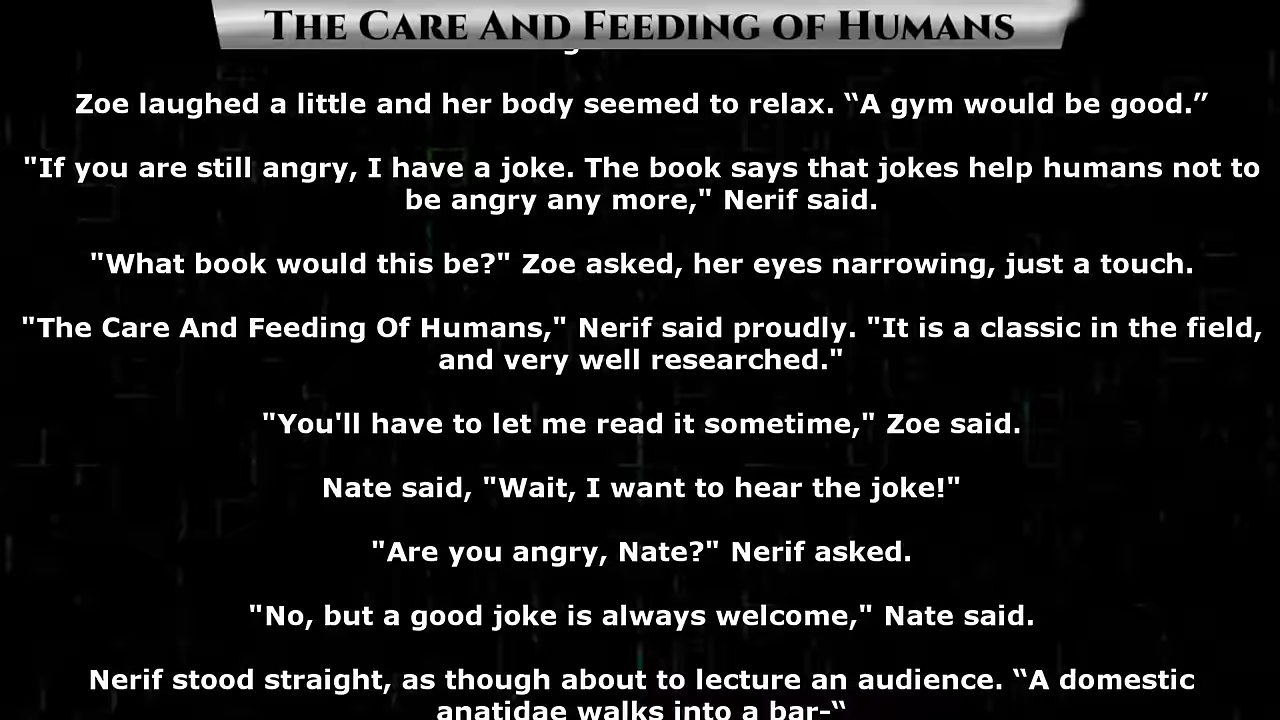 The Care And Feeding of Humans
Zoe laughed a little and her body seemed to relax. “A gym would be good.”
"If you are still angry, I have a joke. The book says that jokes help humans not to
be angry any more," Nerif said.
"What book would this be?" Zoe asked, her eyes narrowing, just a touch.
"The Care And Feeding Of Humans," Nerif said proudly. "It is a classic in the field,
and very well researched."
"You'll have to let me read it sometime," Zoe said.
Nate said, "Wait, I want to hear the joke!"
"Are you angry, Nate?" Nerif asked.
"No, but a good joke is always welcome," Nate said.
Nerif stood straight, as though about to lecture an audience. “A domestic
anatidae walks into a bar-“